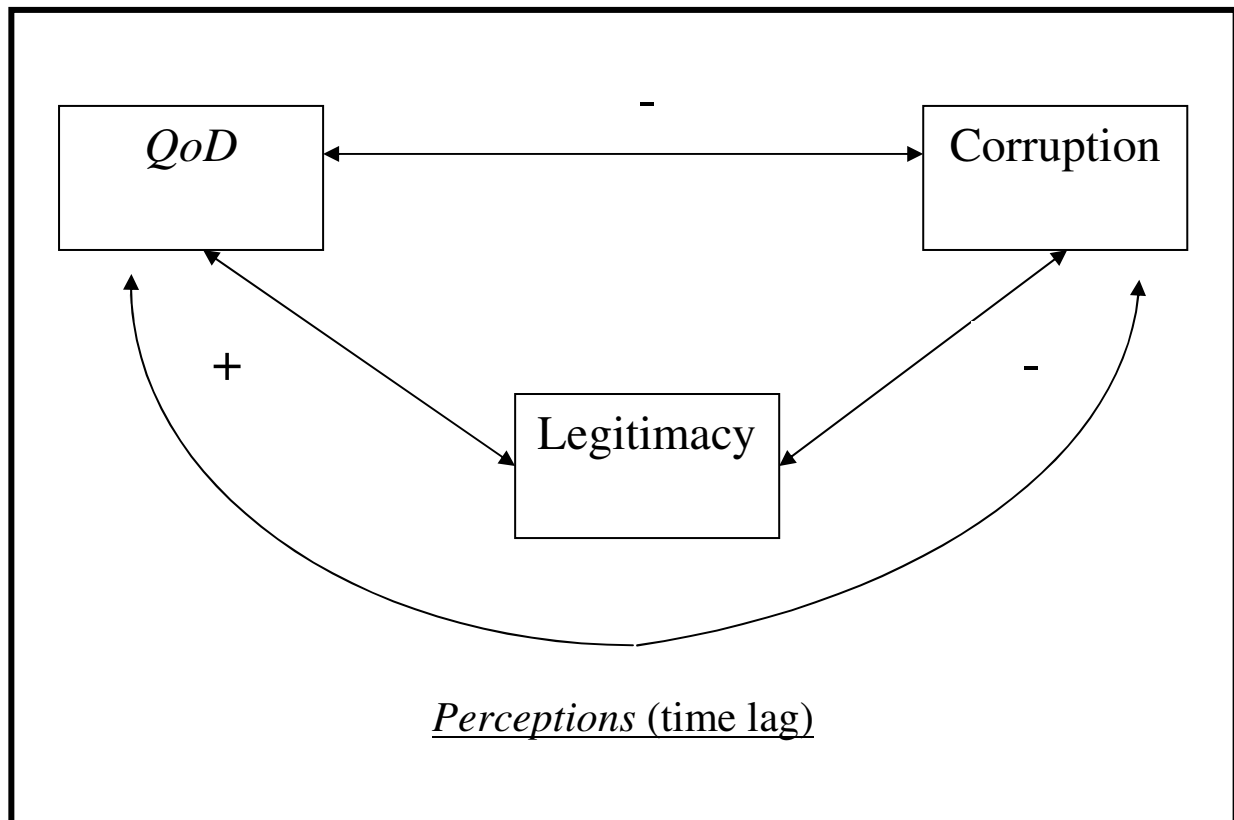 -
QoD
Corruption
+
-
Legitimacy
Perceptions (time lag)